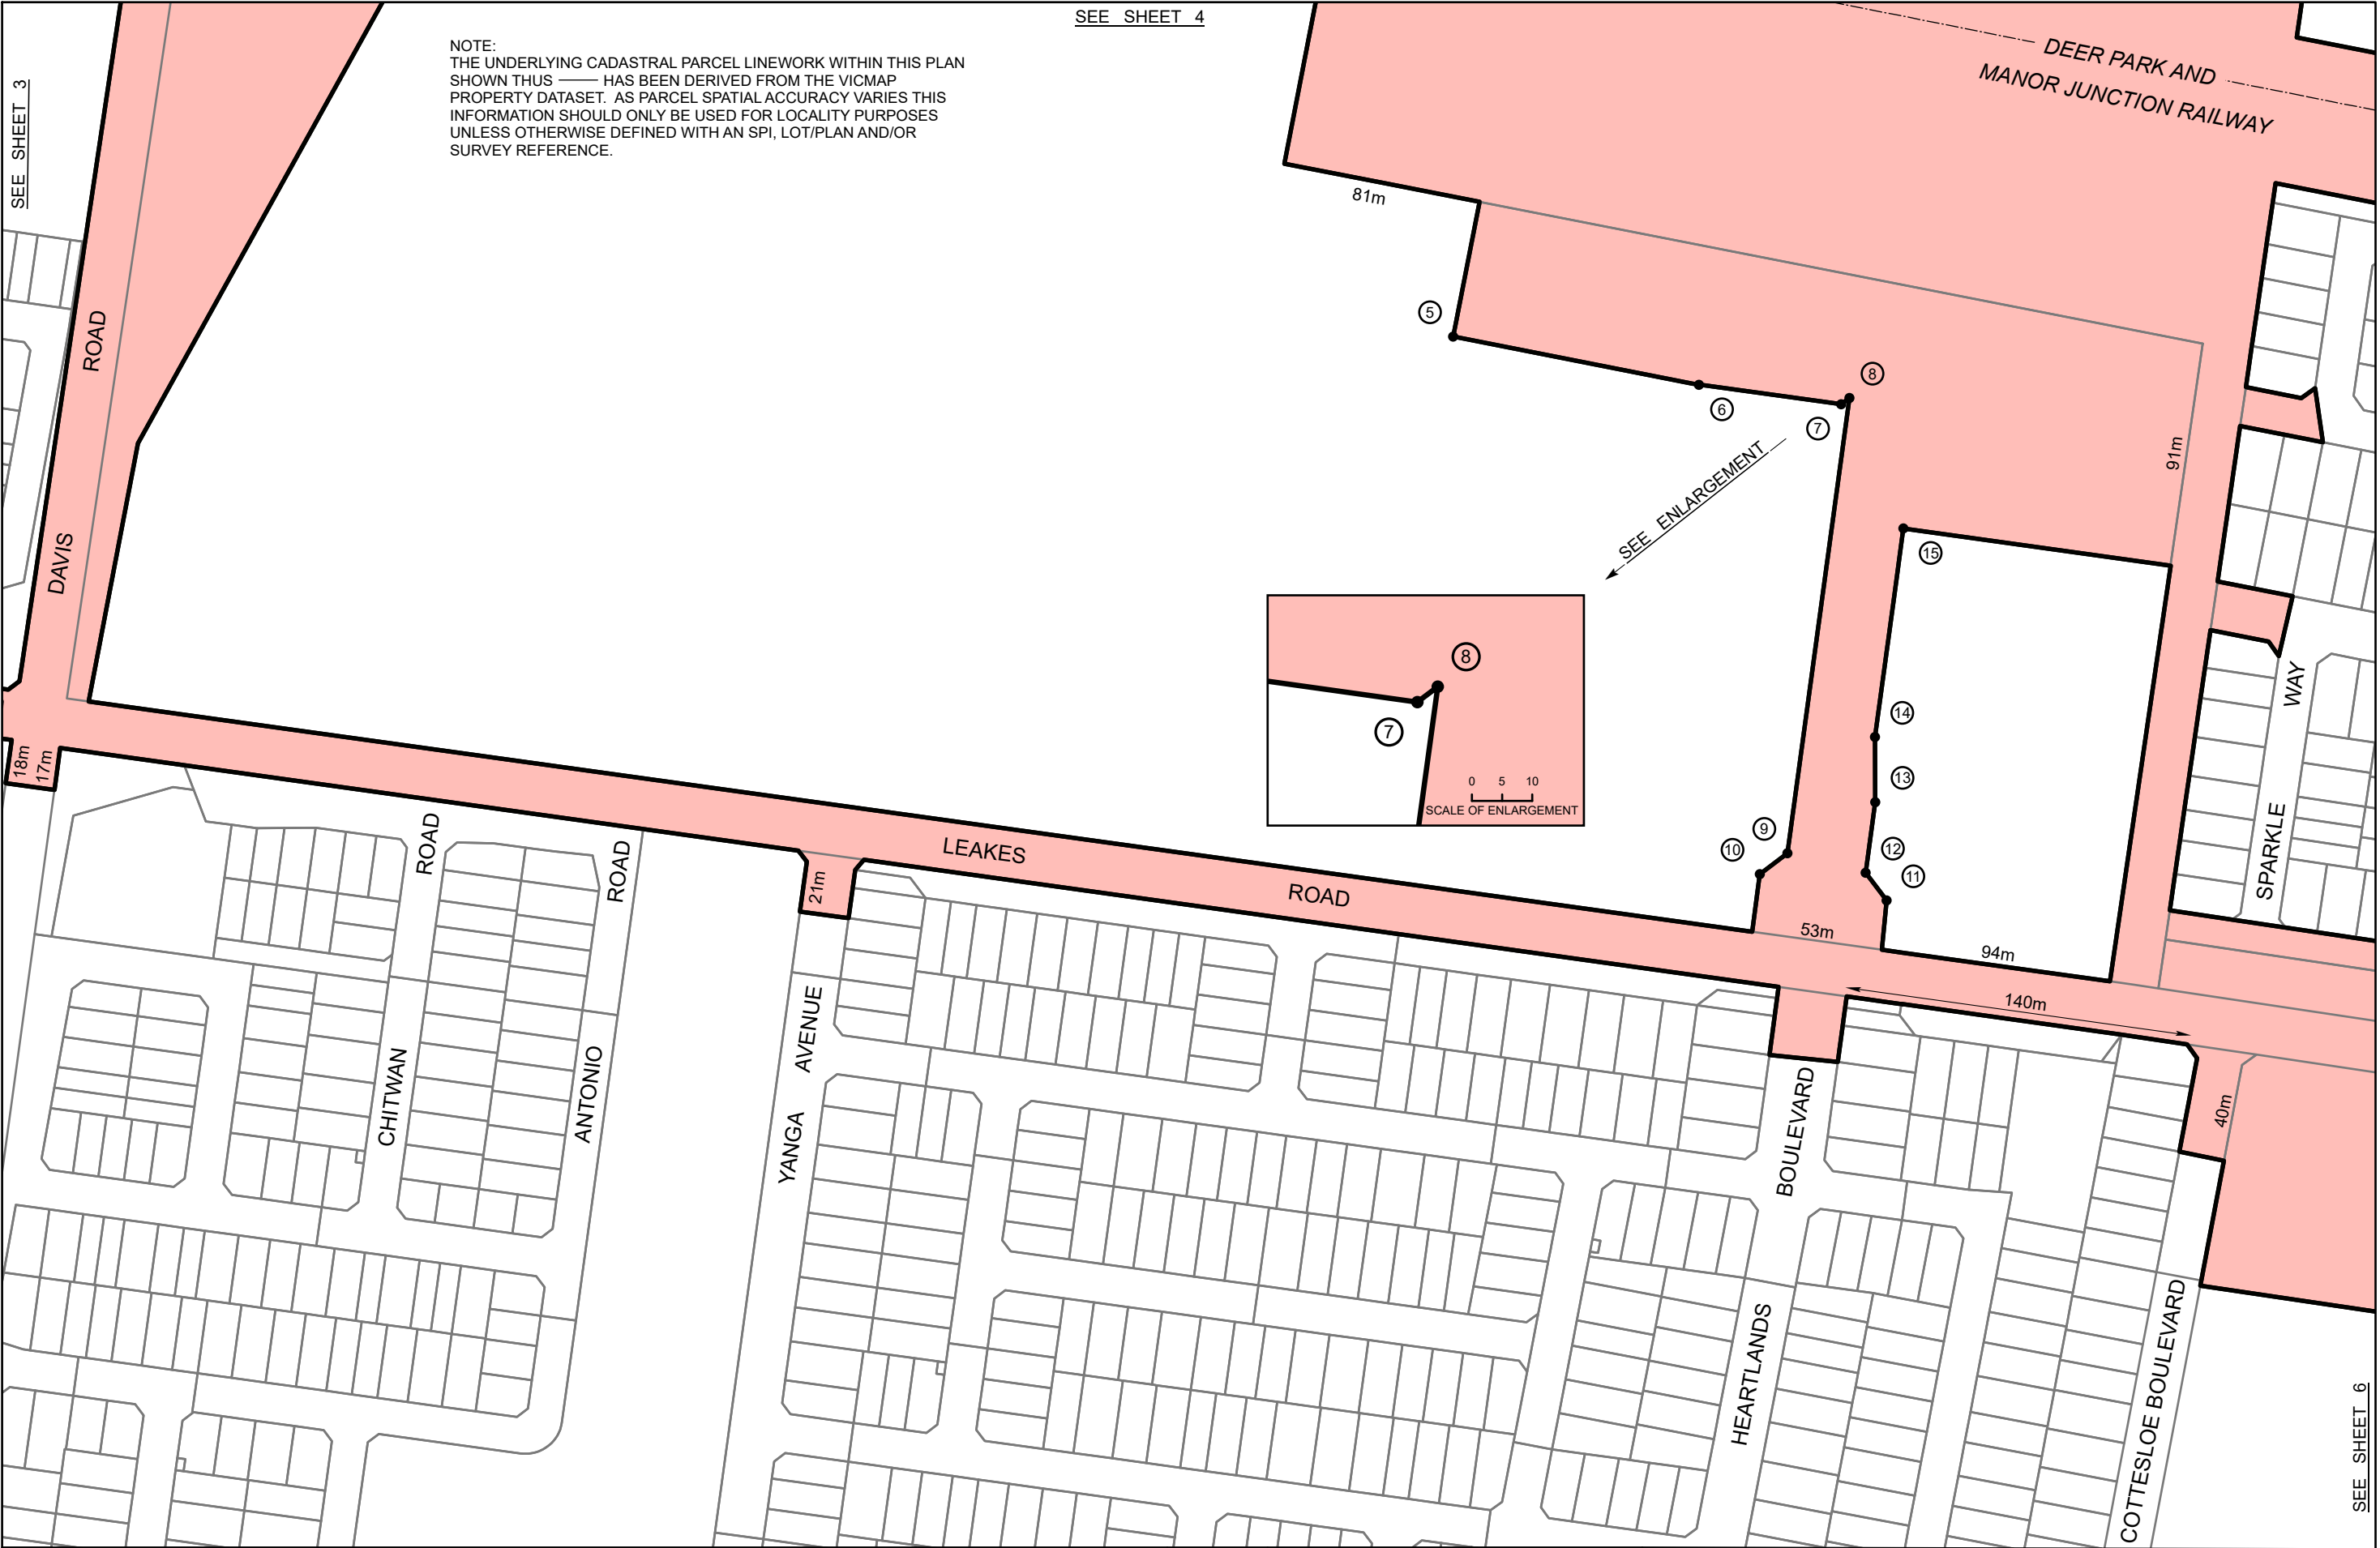 SEE SHEET 4
NOTE:
THE UNDERLYING CADASTRAL PARCEL LINEWORK WITHIN THIS PLAN
SHOWN THUS —— HAS BEEN DERIVED FROM THE VICMAP
PROPERTY DATASET. AS PARCEL SPATIAL ACCURACY VARIES THIS
INFORMATION SHOULD ONLY BE USED FOR LOCALITY PURPOSES
UNLESS OTHERWISE DEFINED WITH AN SPI, LOT/PLAN AND/OR
SURVEY REFERENCE.
SEE SHEET 3
DEER PARK AND
MANOR JUNCTION RAILWAY
81m
5
6
7
8
91m
SEE ENLARGEMENT
DAVIS ROAD
15
8
7
0 5 10
SCALE OF ENLARGEMENT
14
13
12
11
10
9
18m
17m
21m
LEAKES ROAD
53m
94m
140m
40m
SPARKLE WAY
CHITWAN ROAD
ANTONIO ROAD
YANGA AVENUE
HEARTLANDS BOULEVARD
COTTESLOE BOULEVARD
SEE SHEET 6